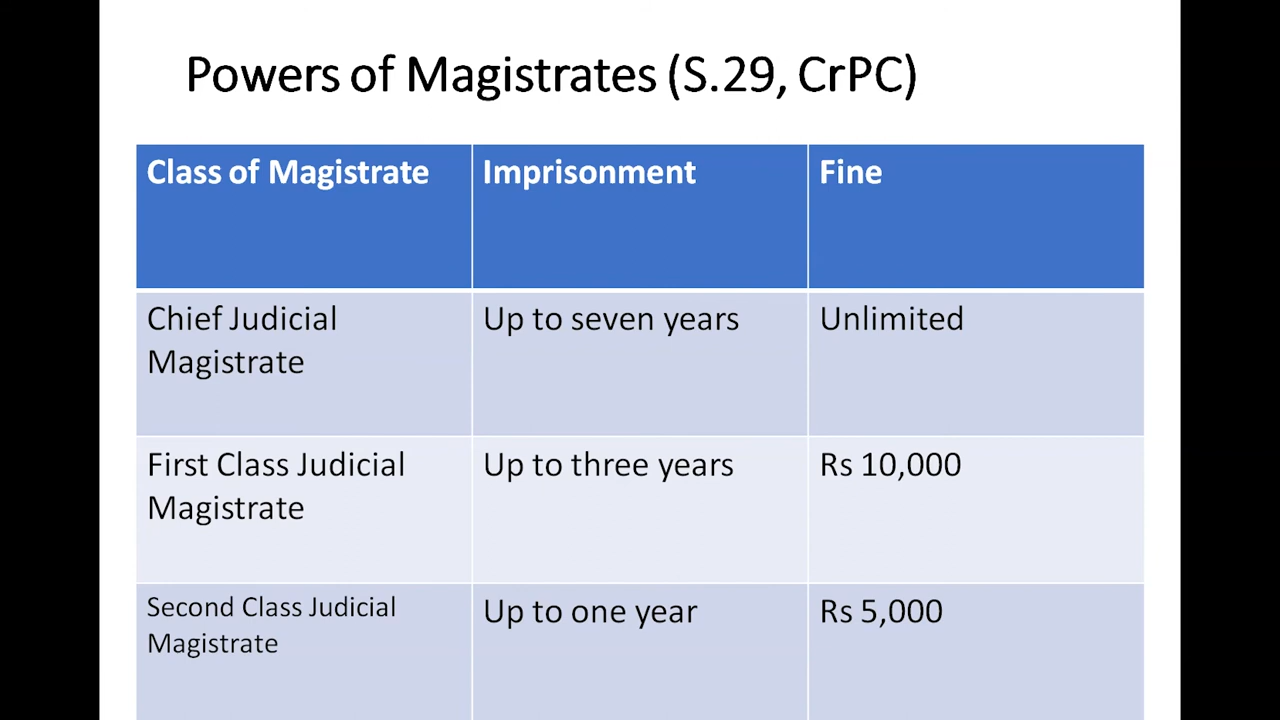 Powers of Magistrates (S.29, CrPC)
Class of Magistrate
Imprisonment
Fine
Chief Judicial
Magistrate
Up to seven years
Unlimited
First Class Judicial
Magistrate
Up to three years
Rs 10,000
Second Class Judicial
Magistrate
Up to one year
Rs 5,000